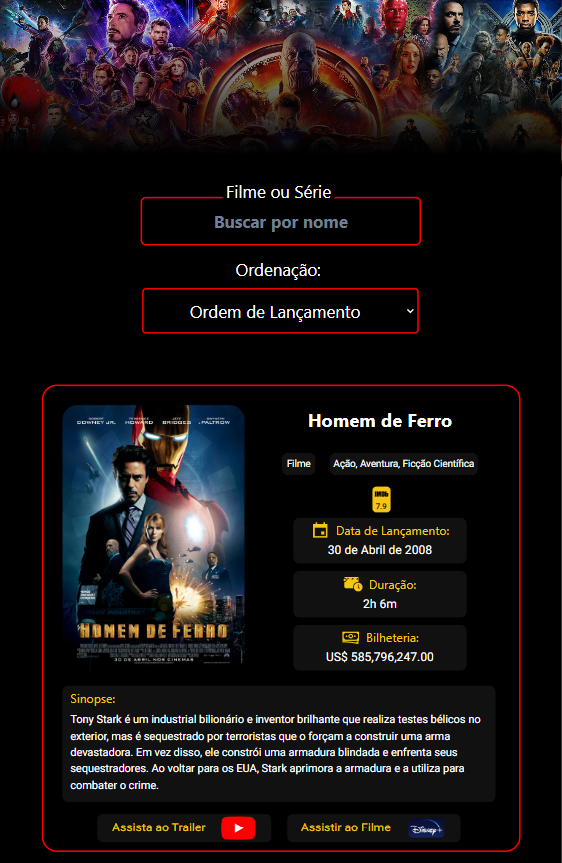 Filme ou Série
Buscar por nome
Ordenação:
Ordem de Lançamento
ROBERT TERRENCE JEFF GWYNETH
DOWNEY JR. HOWARD BRIDGES PALTROW
HOMEM DE FERRO
30 DE ABRIL NOS CINEMAS
Homem de Ferro
Filme Ação, Aventura, Ficção Científica
IMDb
7.9
Data de Lançamento:
30 de Abril de 2008
Duração:
2h 6m
Bilheteria:
US$ 585,796,247.00
Sinopse:
Tony Stark é um industrial bilionário e inventor brilhante que realiza testes bélicos no
exterior, mas é sequestrado por terroristas que o forçam a construir uma arma
devastadora. Em vez disso, ele constrói uma armadura blindada e enfrenta seus
sequestradores. Ao voltar para os EUA, Stark aprimora a armadura e a utiliza para
combater o crime.
Assista ao Trailer Assistir ao Filme Disney+